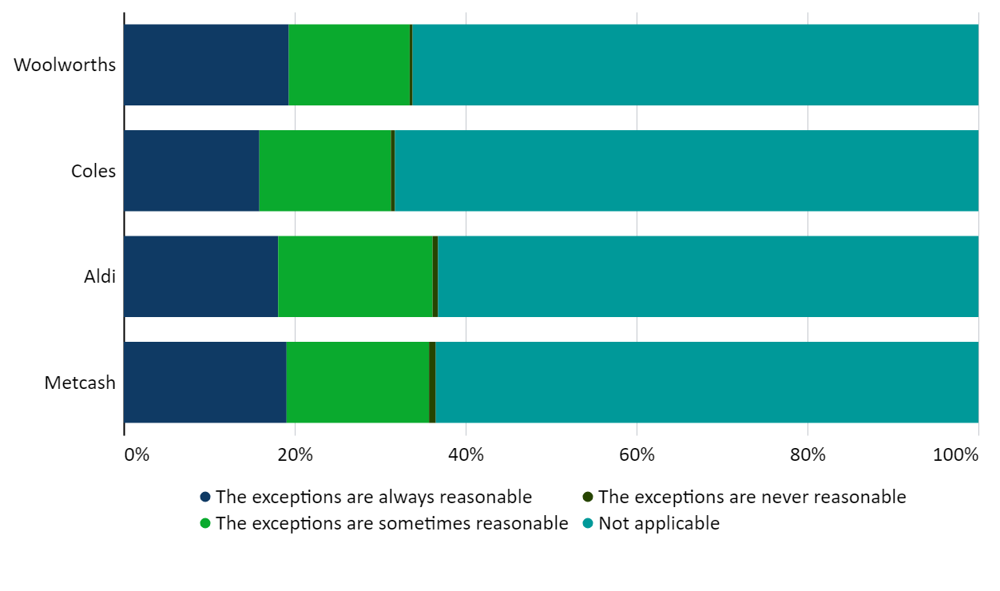 Woolworths
Coles
Aldi
Metcash
0% 20% 40% 60% 80% 100%
The exceptions are always reasonable The exceptions are never reasonable
The exceptions are sometimes reasonable Not applicable